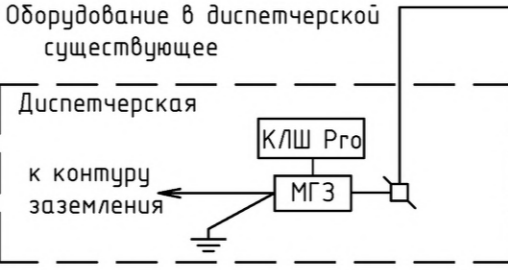 Оборудование в диспетчерской
существующее
Диспетчерская
КЛШ Pro
к контуру
заземления
МГЗ